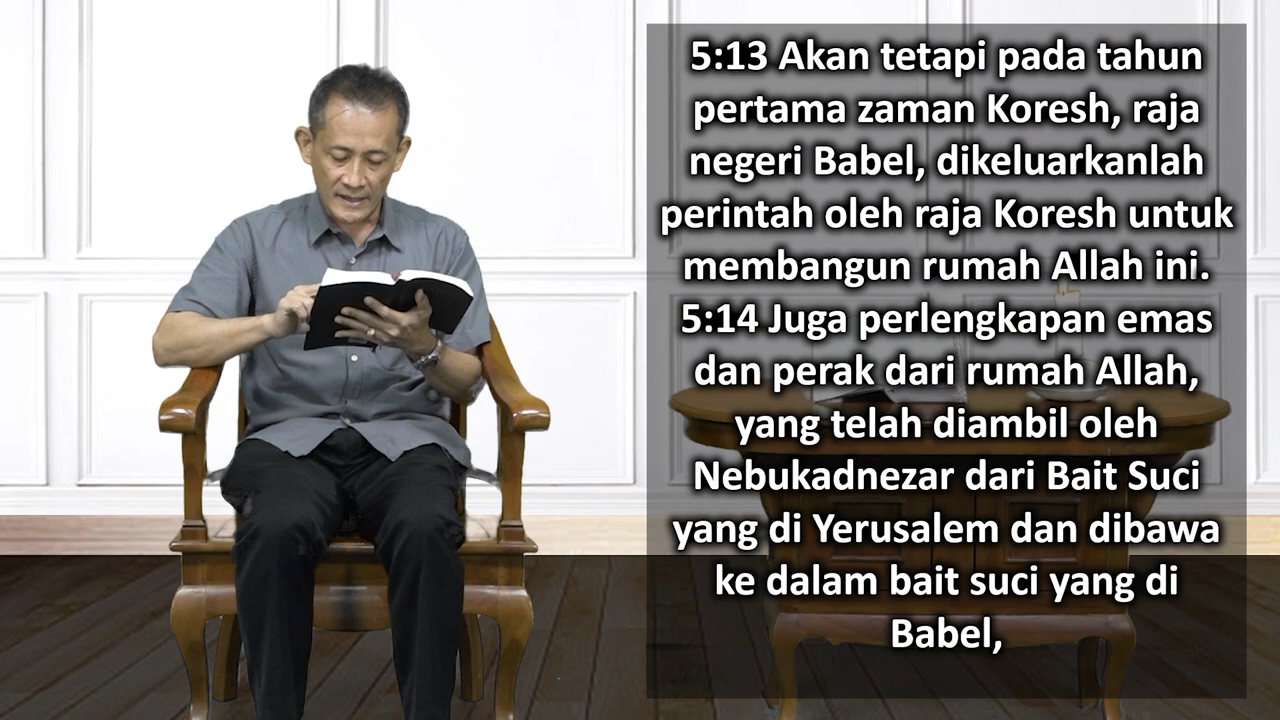 5:13 Akan tetapi pada tahun
pertama zaman Koresh, raja
negeri Babel, dikeluarkanlah
perintah oleh raja Koresh untuk
membangun rumah Allah ini.
5:14 Juga perlengkapan emas
dan perak dari rumah Allah,
yang telah diambil oleh
Nebukadnezar dari Bait Suci
yang di Yerusalem dan dibawa
ke dalam bait suci yang di
Babel,